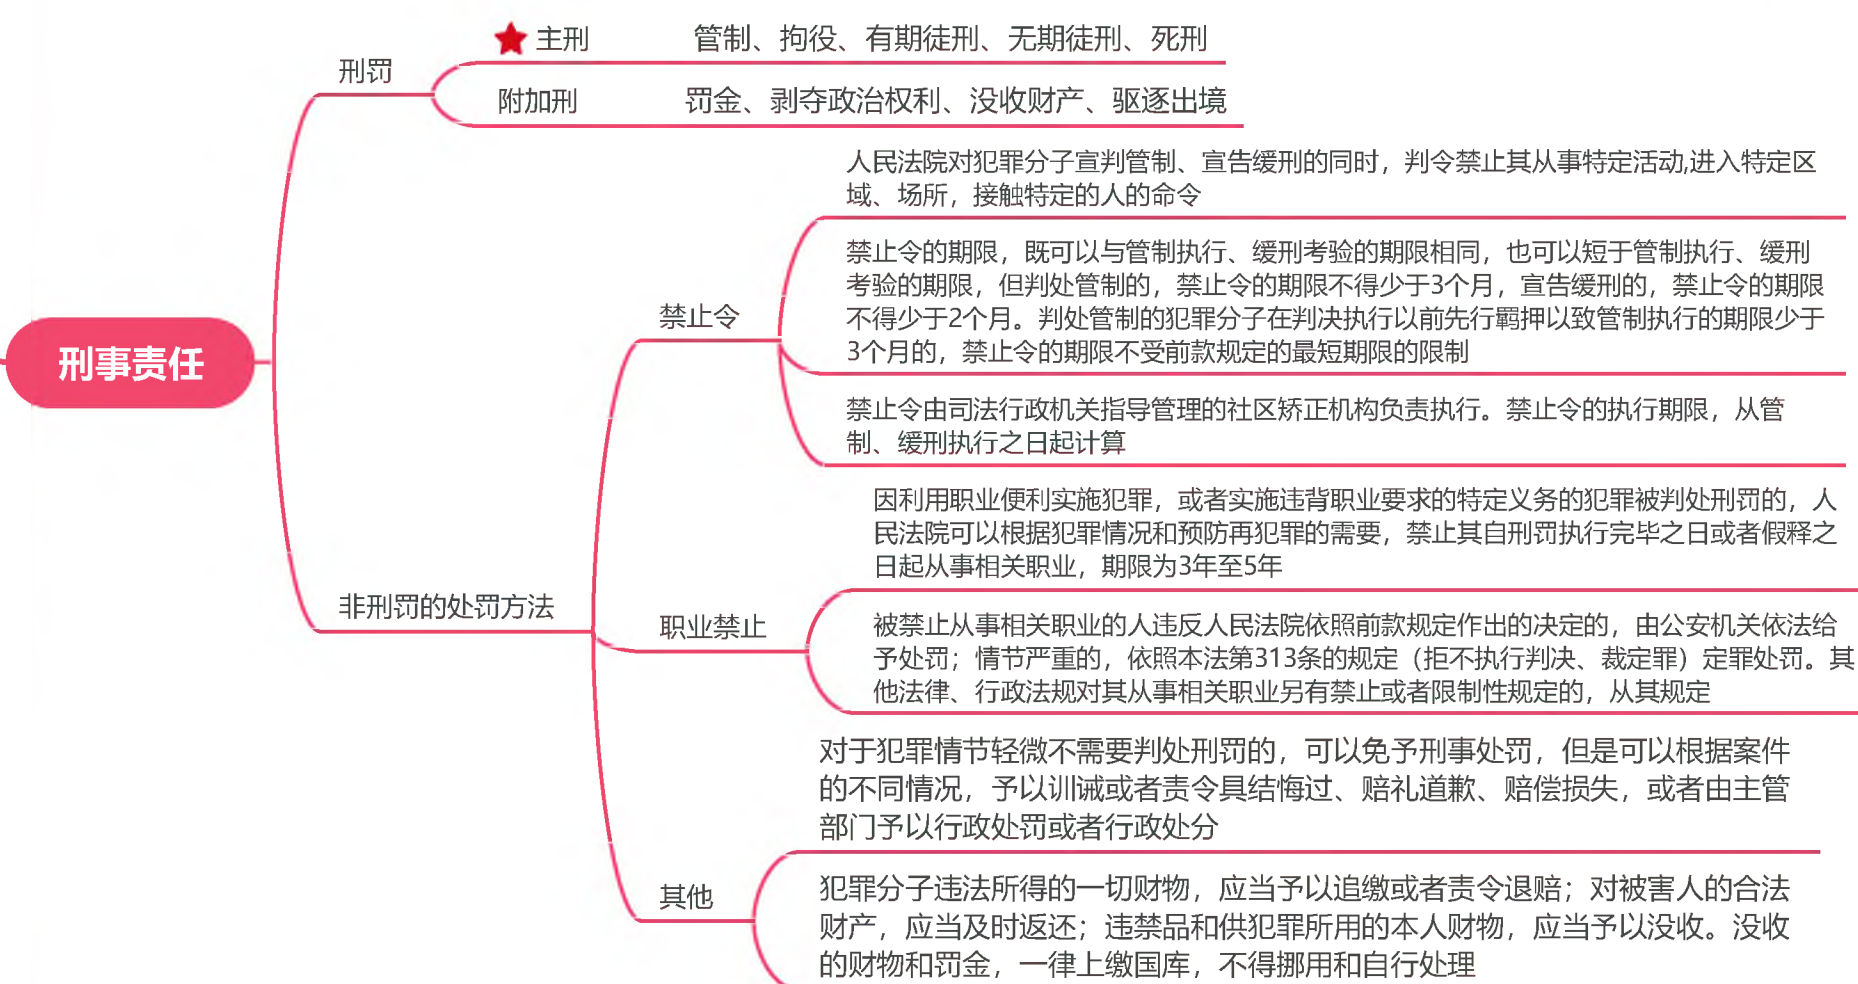 刑事责任
刑罚
主刑 管制、拘役、有期徒刑、无期徒刑、死刑
附加刑 罚金、剥夺政治权利、没收财产、驱逐出境
非刑罚的处罚方法
禁止令
人民法院对犯罪分子宣判管制、宣告缓刑的同时，判令禁止其从事特定活动,进入特定区
域、场所，接触特定的人的命令
禁止令的期限，既可以与管制执行、缓刑考验的期限相同，也可以短于管制执行、缓刑
考验的期限，但判处管制的，禁止令的期限不得少于3个月，宣告缓刑的，禁止令的期限
不得少于2个月。判处管制的犯罪分子在判决执行以前先行羁押以致管制执行的期限少于
3个月的，禁止令的期限不受前款规定的最短期限的限制
禁止令由司法行政机关指导管理的社区矫正机构负责执行。禁止令的执行期限，从管
制、缓刑执行之日起计算
职业禁止
因利用职业便利实施犯罪，或者实施违背职业要求的特定义务的犯罪被判处刑罚的，人
民法院可以根据犯罪情况和预防再犯罪的需要，禁止其自刑罚执行完毕之日或者假释之
日起从事相关职业，期限为3年至5年
被禁止从事相关职业的人违反人民法院依照前款规定作出的决定的，由公安机关依法给
予处罚；情节严重的，依照本法第313条的规定（拒不执行判决、裁定罪）定罪处罚。其
他法律、行政法规对其从事相关职业另有禁止或者限制性规定的，从其规定
其他
对于犯罪情节轻微不需要判处刑罚的，可以免予刑事处罚，但是可以根据案件
的不同情况，予以训诫或者责令具结悔过、赔礼道歉、赔偿损失，或者由主管
部门予以行政处罚或者行政处分
犯罪分子违法所得的一切财物，应当予以追缴或者责令退赔；对被害人的合法
财产，应当及时返还；违禁品和供犯罪所用的本人财物，应当予以没收。没收
的财物和罚金，一律上缴国库，不得挪用和自行处理